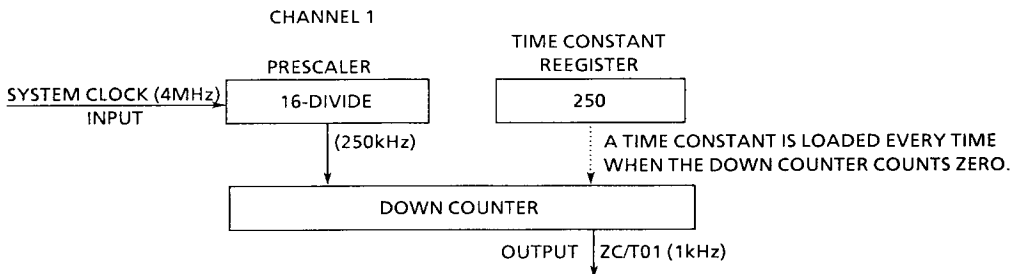 CHANNEL 1
TIME CONSTANT
REEGISTER
PRESCALER
SYSTEM CLOCK (4MHz)
INPUT
16-DIVIDE
250
(250kHz)
A TIME CONSTANT IS LOADED EVERY TIME
WHEN THE DOWN COUNTER COUNTS ZERO.
DOWN COUNTER
OUTPUT ZC/T01 (1kHz)